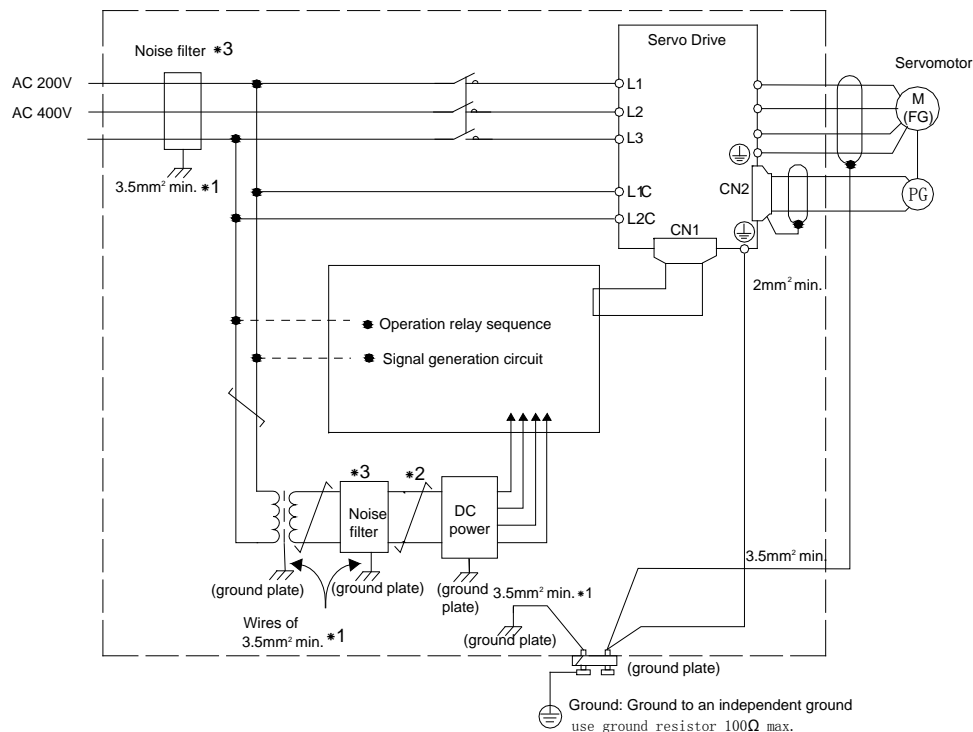 Servo Drive
Noise filter *3
Servomotor
AC 200V
L1
M
(FG)
AC 400V
L2
L3
3.5mm² min. *1
CN2
L1C
PG
L2C
CN1
2mm² min.
Operation relay sequence
Signal generation circuit
*3
*2
Noise
filter
DC
power
3.5mm² min.
(ground plate)
(ground plate)
(ground
plate)
3.5mm² min. *1
Wires of
3.5mm² min. *1
(ground plate)
(ground plate)
Ground: Ground to an independent ground
use ground resistor 100Ω max.